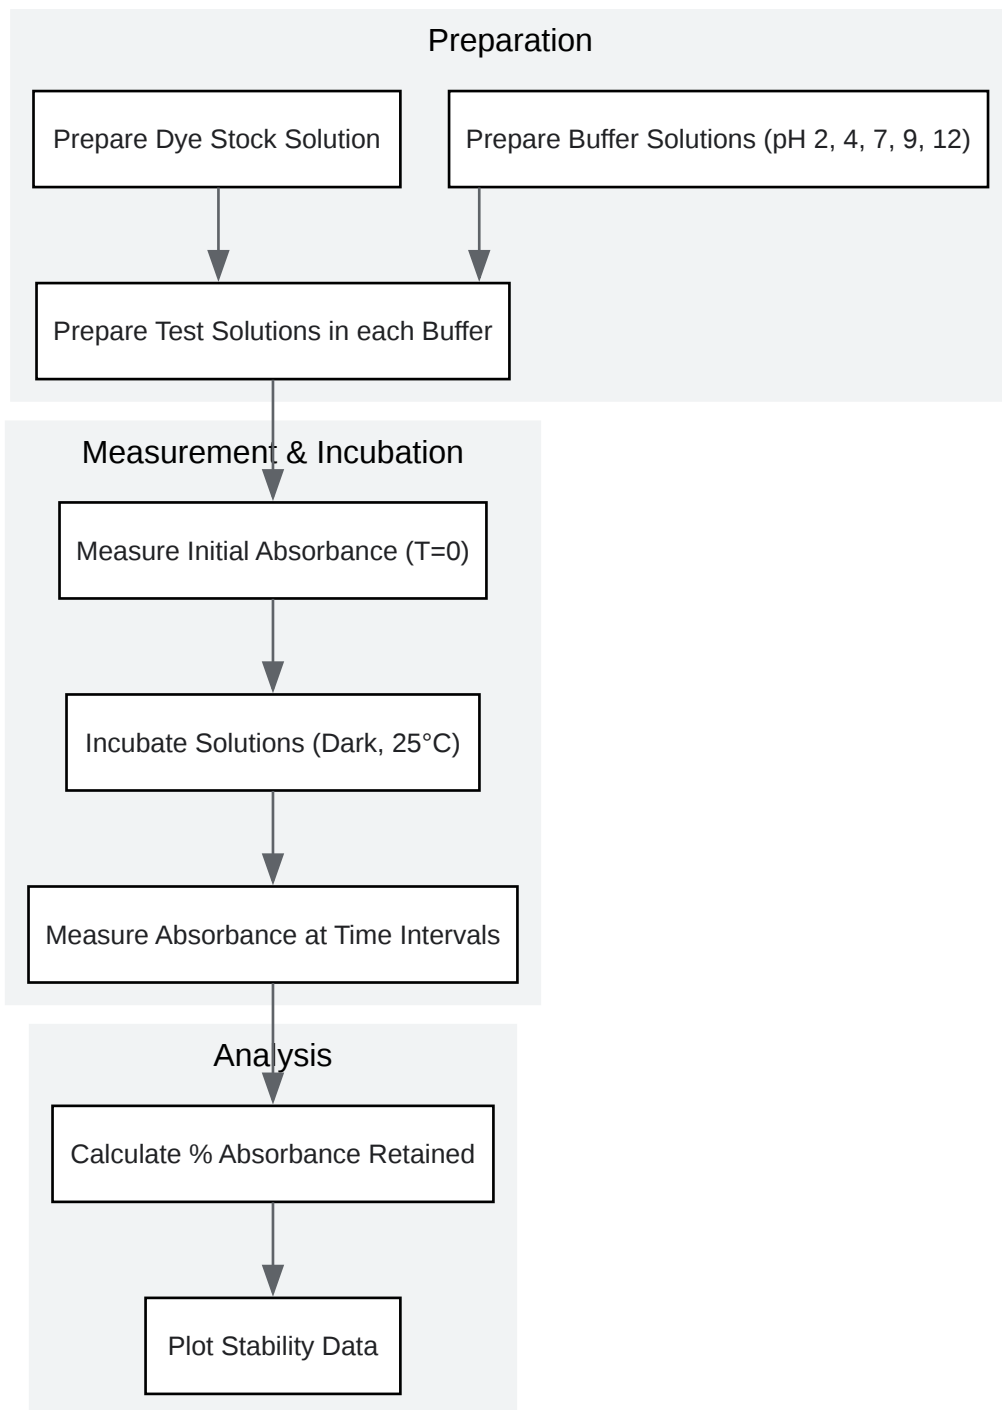 Preparation
Prepare Dye Stock Solution
Prepare Buffer Solutions (pH 2, 4, 7, 9, 12)
Prepare Test Solutions in each Buffer
Measurement & Incubation
Measure Initial Absorbance (T=0)
Incubate Solutions (Dark, 25°C)
Measure Absorbance at Time Intervals
Analysis
Calculate % Absorbance Retained
Plot Stability Data